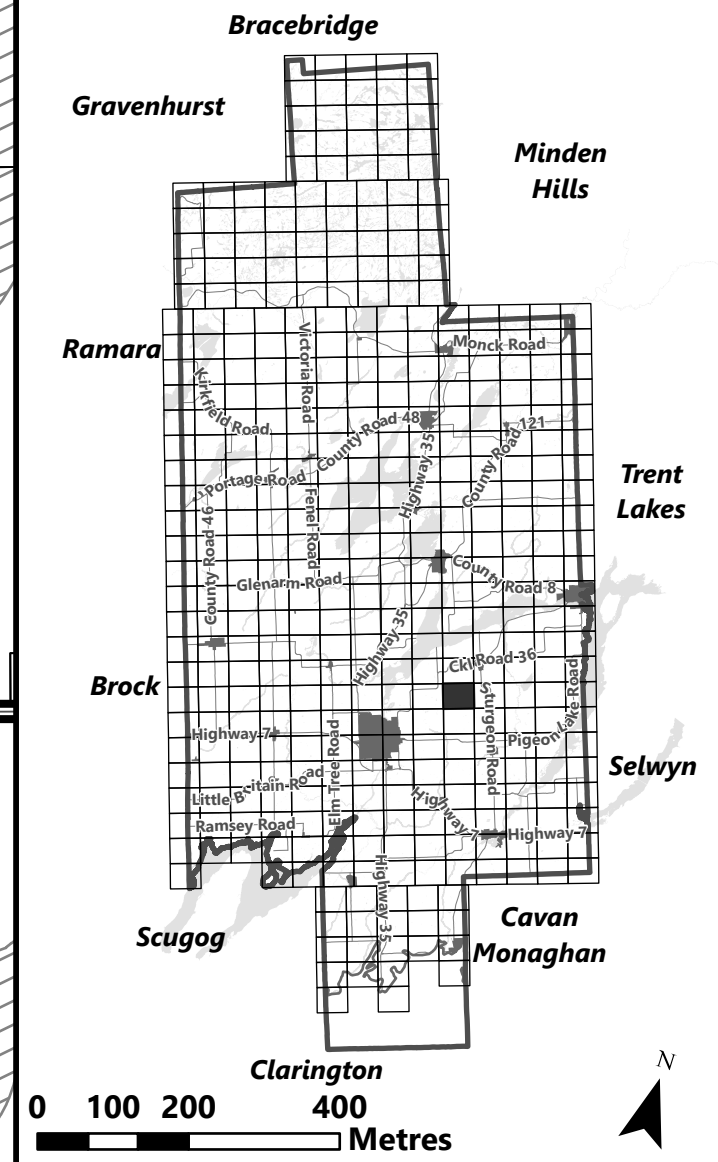 Bracebridge
Gravenhurst
Minden
Hills
Ramara
Monck Road
Victoria Road
Kirkfield Road
County Road 48
County Road 121
Highway 35
Portage Road
Trent
Lakes
Fenel Road
County Road 46
Glenarm Road
County Road 8
Highway 35
Ckl Road 36
Brock
Sturgeon Road
Pigeon Lake Road
Highway 7
Elm Tree Road
Selwyn
Little Britain Road
Highway 7
Ramsey Road
Highway 7
Highway 35
Scugog
Cavan
Monaghan
Clarington
N
0 100 200 400
Metres